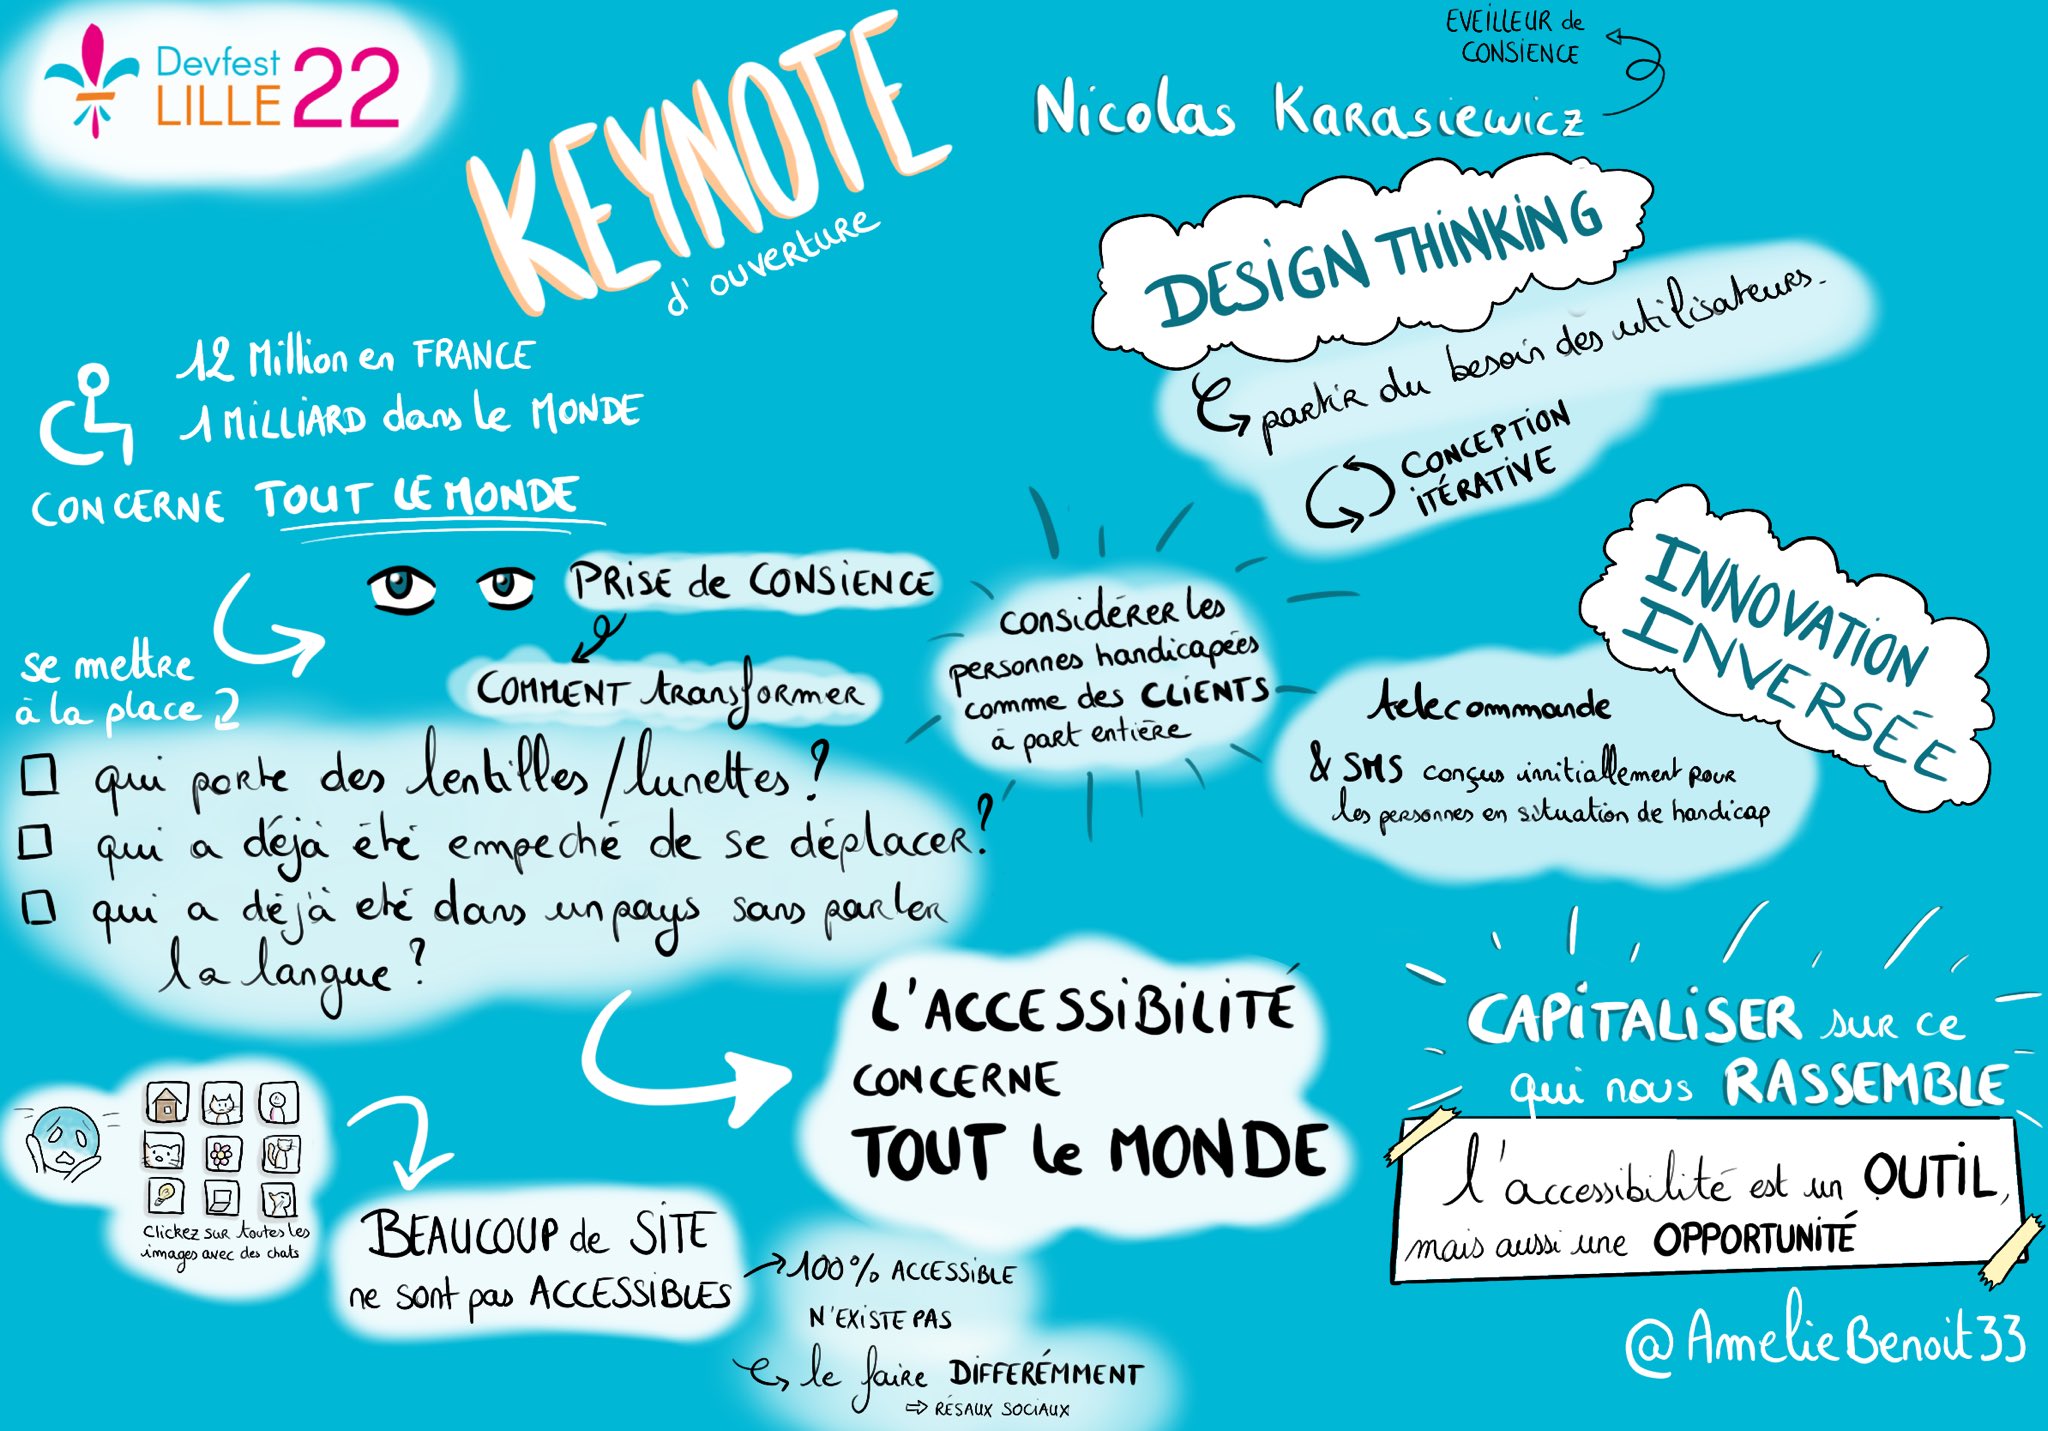 Devfest
LILLE 22
KEYNOTE
d'ouverture
EVEILLEUR de
CONSIENCE
Nicolas Karasiewicz
DESIGN THINKING
partir du besoin des utilisateurs.
CONCEPTION
ITÉRATIVE
12 Million en FRANCE
1 MILLIARD dans le MONDE
CONCERNE TOUT LE MONDE
PRISE de CONSIENCE
COMMENT transformer
se mettre
à la place
qui porte des lentilles/lunettes?
qui a déjà été empeché de se déplacer?
qui a déjà eté dans un pays sans parler
la langue?
considérer les
personnes handicapées
comme des CLIENTS
à part entière
INNOVATION
INVERSÉE
telecommande
& SMS conçus innitiallement pour
les personnes en situation de handicap
L'ACCESSIBILITÉ
CONCERNE
TOUT le MONDE
Clickez sur toutes les
images avec des chats
BEAUCOUP de SITE
ne sont pas ACCESSIBLES
100% ACCESSIBLE
N'EXISTE PAS
le faire DIFFERÉMMENT
⇨ RÉSAUX SOCIAUX
CAPITALISER sur ce
qui nous RASSEMBLE
l'accessibilité est un OUTIL,
mais aussi une OPPORTUNITÉ
@AmelieBenoit33